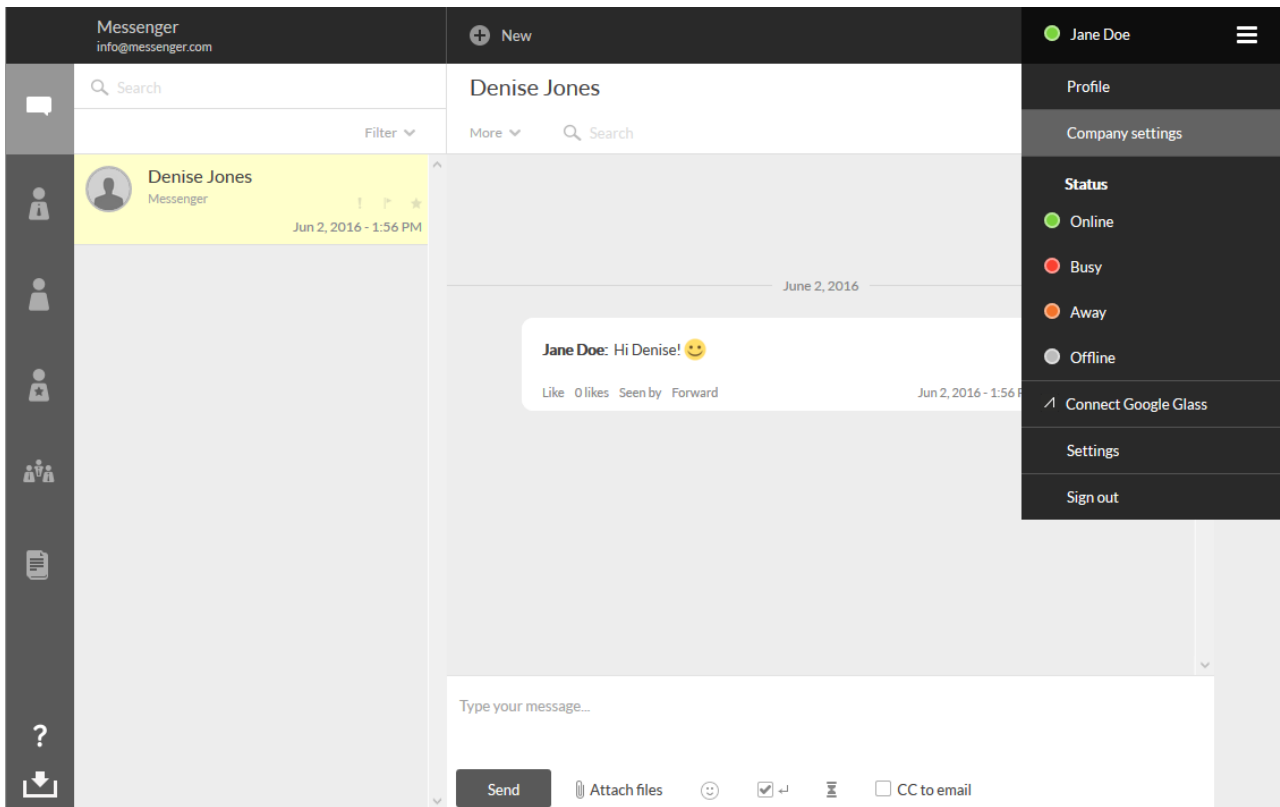 Messenger
info@messenger.com
New
Jane Doe
Search
Filter
Denise Jones
Messenger
Jun 2, 2016 - 1:56 PM
Denise Jones
More
Search
June 2, 2016
Jane Doe: Hi Denise!
Like 0 likes Seen by Forward
Jun 2, 2016 - 1:56
Profile
Company settings
Status
Online
Busy
Away
Offline
Connect Google Glass
Settings
Sign out
Type your message...
Send
Attach files
CC to email
?